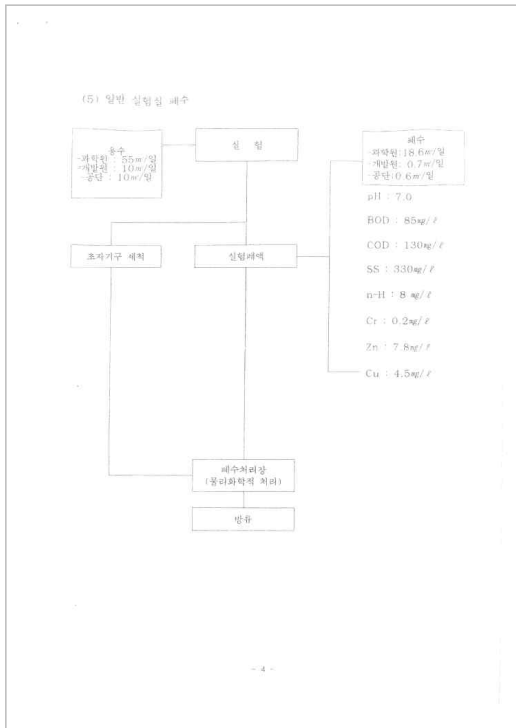 (5) 일반 실험실 폐수
용수
-과학원 : 55㎥/일
-개발원 : 10㎥/일
-공단 : 10㎥/일
실 험
폐수
-과학원:18.6㎥/일
-개발원: 0.7㎥/일
-공단:0.6㎥/일
pH : 7.0
BOD : 85㎎/ℓ
COD : 130㎎/ℓ
SS : 330㎎/ℓ
n-H : 8 ㎎/ℓ
Cr : 0.2㎎/ℓ
Zn : 7.8㎎/ℓ
Cu : 4.5㎎/ℓ
초자기구 세척
실험폐액
폐수처리장
(물리화학적 처리)
방류
- 4 -